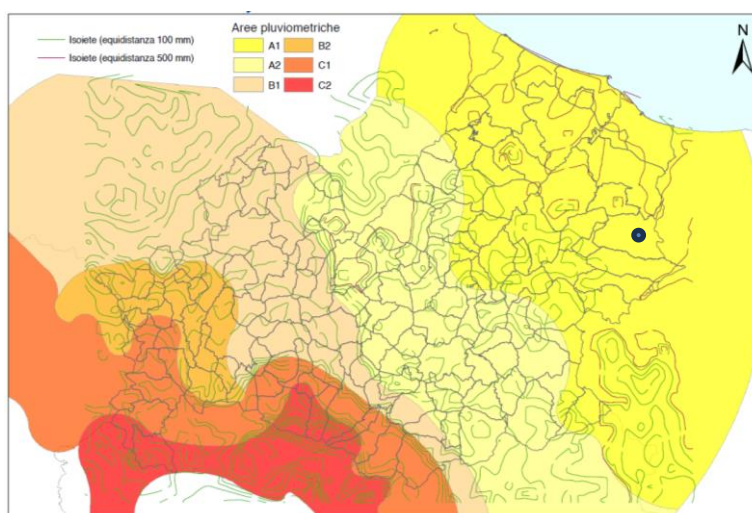 Isoiete (equidistanza 100 mm)
Isoiete (equidistanza 500 mm)
Aree pluviometriche
A1 B2
A2 C1
B1 C2
N